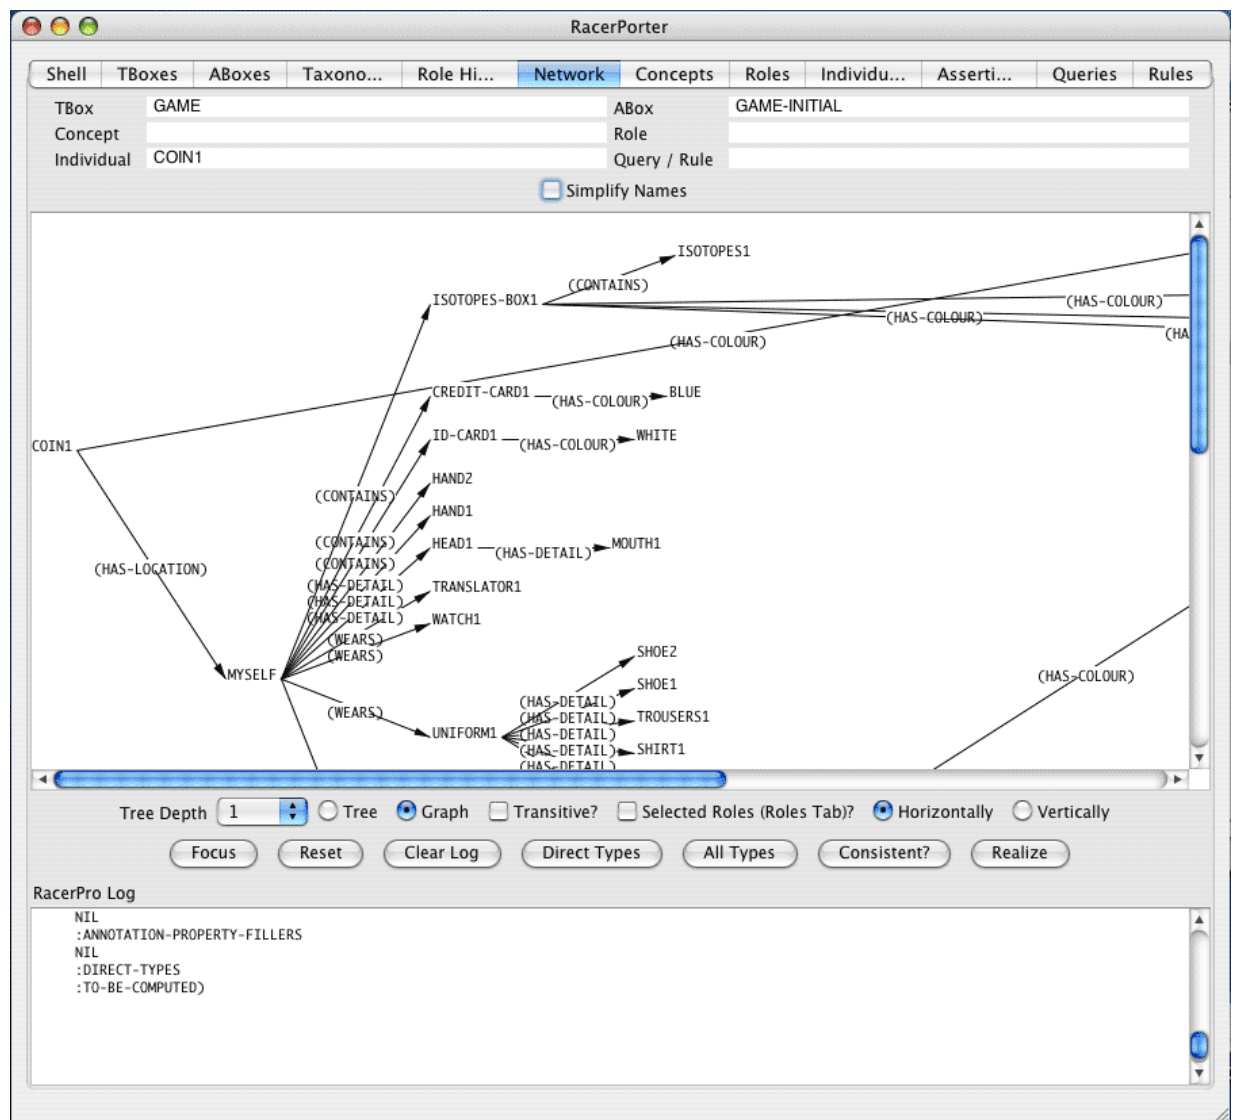 RacerPorter
Shell TBoxes ABoxes Taxono... Role Hi... Network Concepts Roles Individu... Asserti... Queries Rules
TBox GAME ABox GAME-INITIAL
Concept Role
Individual COIN1 Query / Rule
Simplify Names
ISOTOPES1
(CONTAINS)
ISOTOPES-BOX1 (HAS-COLOUR)
(HAS-COLOUR)
(HA
(HAS-COLOUR)
CREDIT-CARD1 (HAS-COLOUR) BLUE
COIN1 ID-CARD1 (HAS-COLOUR) WHITE
HAND2
(CONTAINS)
HAND1
(CONTAINS) HEAD1 (HAS-DETAIL) MOUTH1
(CONTAINS)
(HAS-LOCATION)
(HAS-DETAIL) TRANSLATOR1
(HAS-DETAIL)
(HAS-DETAIL) WATCH1
(WEARS)
(WEARS) SHOE2
MYSELF (HAS-COLOUR)
SHOE1
(HAS-DETAIL)
(WEARS) (HAS-DETAIL) TROUSERS1
UNIFORM1 (HAS-DETAIL)
(HAS-DETAIL) SHIRT1
(HAS-DETAIL)
Tree Depth 1 Tree Graph Transitive? Selected Roles (Roles Tab)? Horizontally Vertically
Focus Reset Clear Log Direct Types All Types Consistent? Realize
RacerPro Log
NIL
:ANNOTATION-PROPERTY-FILLERS
NIL
:DIRECT-TYPES
:TO-BE-COMPUTED)